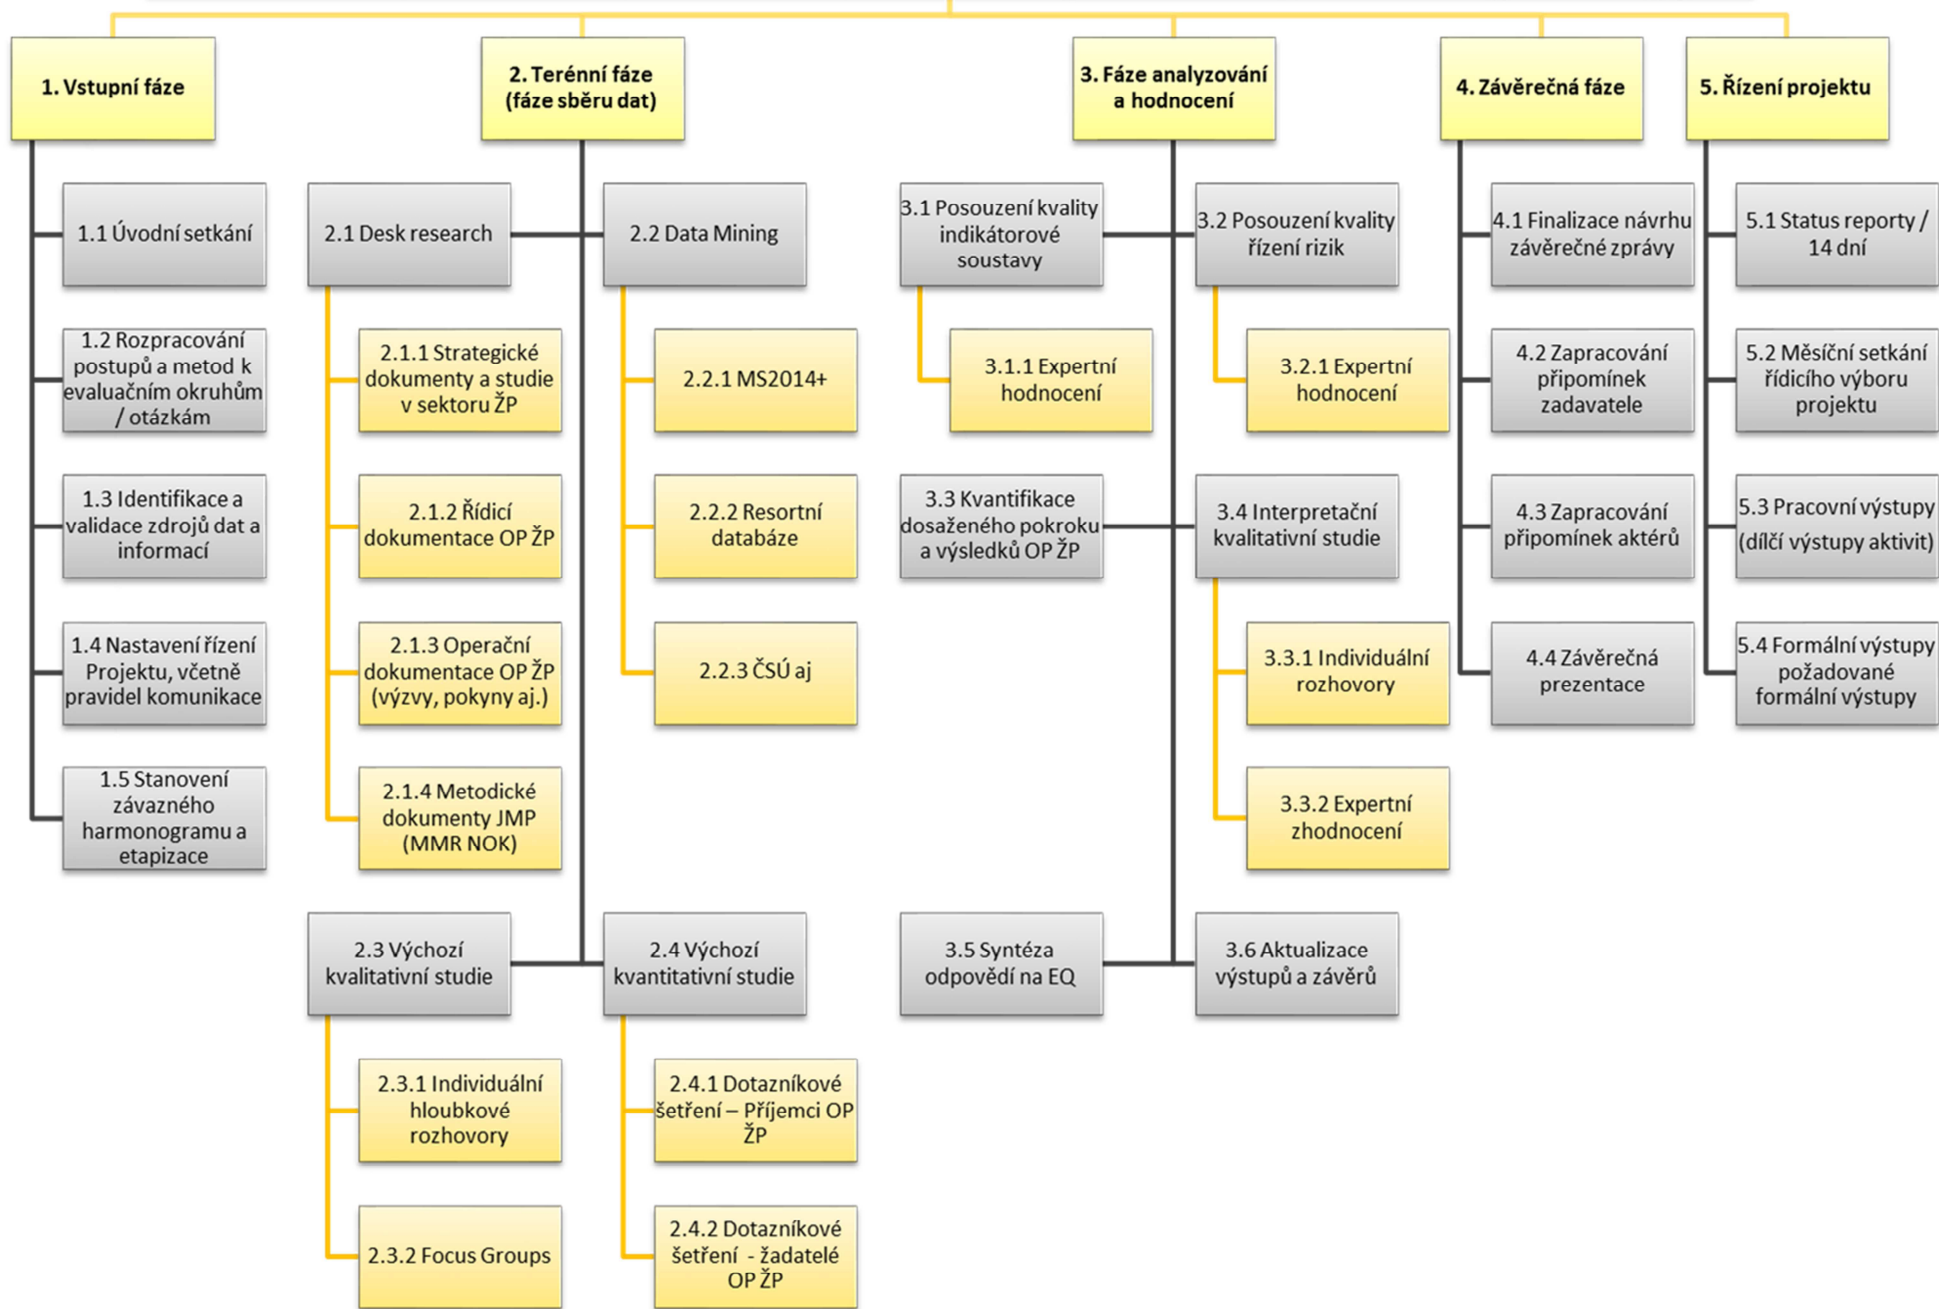 1. Vstupní fáze
1.1 Úvodní setkání
1.2 Rozpracování
postupů a metod k
evaluačním okruhům
/ otázkám
1.3 Identifikace a
validace zdrojů dat a
informací
1.4 Nastavení řízení
Projektu, včetně
pravidel komunikace
1.5 Stanovení
závazného
harmonogramu a
etapizace
2. Terénní fáze
(fáze sběru dat)
2.1 Desk research
2.1.1 Strategické
dokumenty a studie
v sektoru ŽP
2.1.2 Řídicí
dokumentace OP ŽP
2.1.3 Operační
dokumentace OP ŽP
(výzvy, pokyny aj.)
2.1.4 Metodické
dokumenty JMP
(MMR NOK)
2.2 Data Mining
2.2.1 MS2014+
2.2.2 Resortní
databáze
2.2.3 ČSÚ aj
2.3 Výchozí
kvalitativní studie
2.3.1 Individuální
hloubkové
rozhovory
2.3.2 Focus Groups
2.4 Výchozí
kvantitativní studie
2.4.1 Dotazníkové
šetření – Příjemci OP
ŽP
2.4.2 Dotazníkové
šetření - žadatelé
OP ŽP
3. Fáze analyzování
a hodnocení
3.1 Posouzení kvality
indikátorové
soustavy
3.1.1 Expertní
hodnocení
3.2 Posouzení kvality
řízení rizik
3.2.1 Expertní
hodnocení
3.3 Kvantifikace
dosaženého pokroku
a výsledků OP ŽP
3.4 Interpretační
kvalitativní studie
3.3.1 Individuální
rozhovory
3.3.2 Expertní
zhodnocení
3.5 Syntéza
odpovědí na EQ
3.6 Aktualizace
výstupů a závěrů
4. Závěrečná fáze
4.1 Finalizace návrhu
závěrečné zprávy
4.2 Zapracování
připomínek
zadavatele
4.3 Zapracování
připomínek aktérů
4.4 Závěrečná
prezentace
5. Řízení projektu
5.1 Status reporty /
14 dní
5.2 Měsíční setkání
řídicího výboru
projektu
5.3 Pracovní výstupy
(dílčí výstupy aktivit)
5.4 Formální výstupy
požadované
formální výstupy